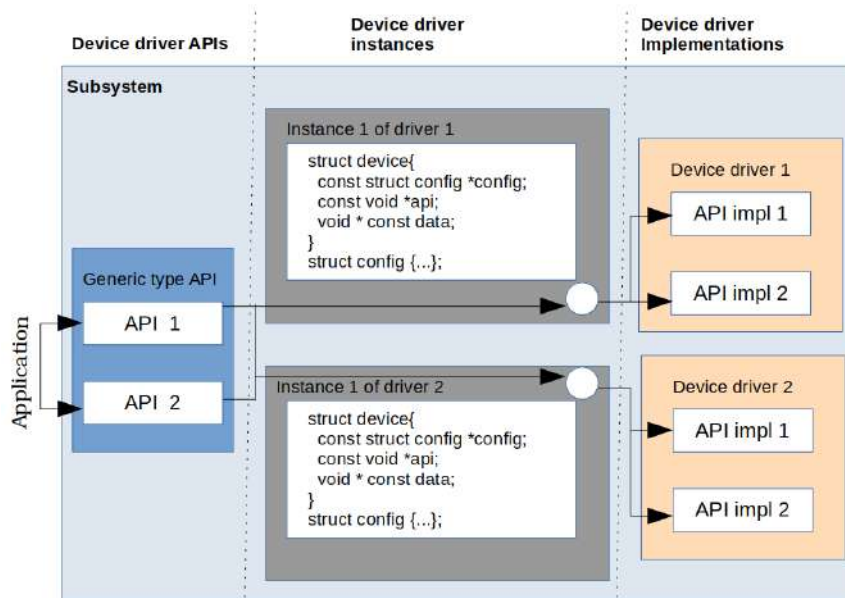 Device driver APIs
Device driver
instances
Device driver
Implementations
Subsystem
Application
Generic type API
API 1
API 2
Instance 1 of driver 1
struct device{
const struct config *config;
const void *api;
void * const data;
}
struct config {...};
Instance 1 of driver 2
struct device{
const struct config *config;
const void *api;
void * const data;
}
struct config {...};
Device driver 1
API impl 1
API impl 2
Device driver 2
API impl 1
API impl 2